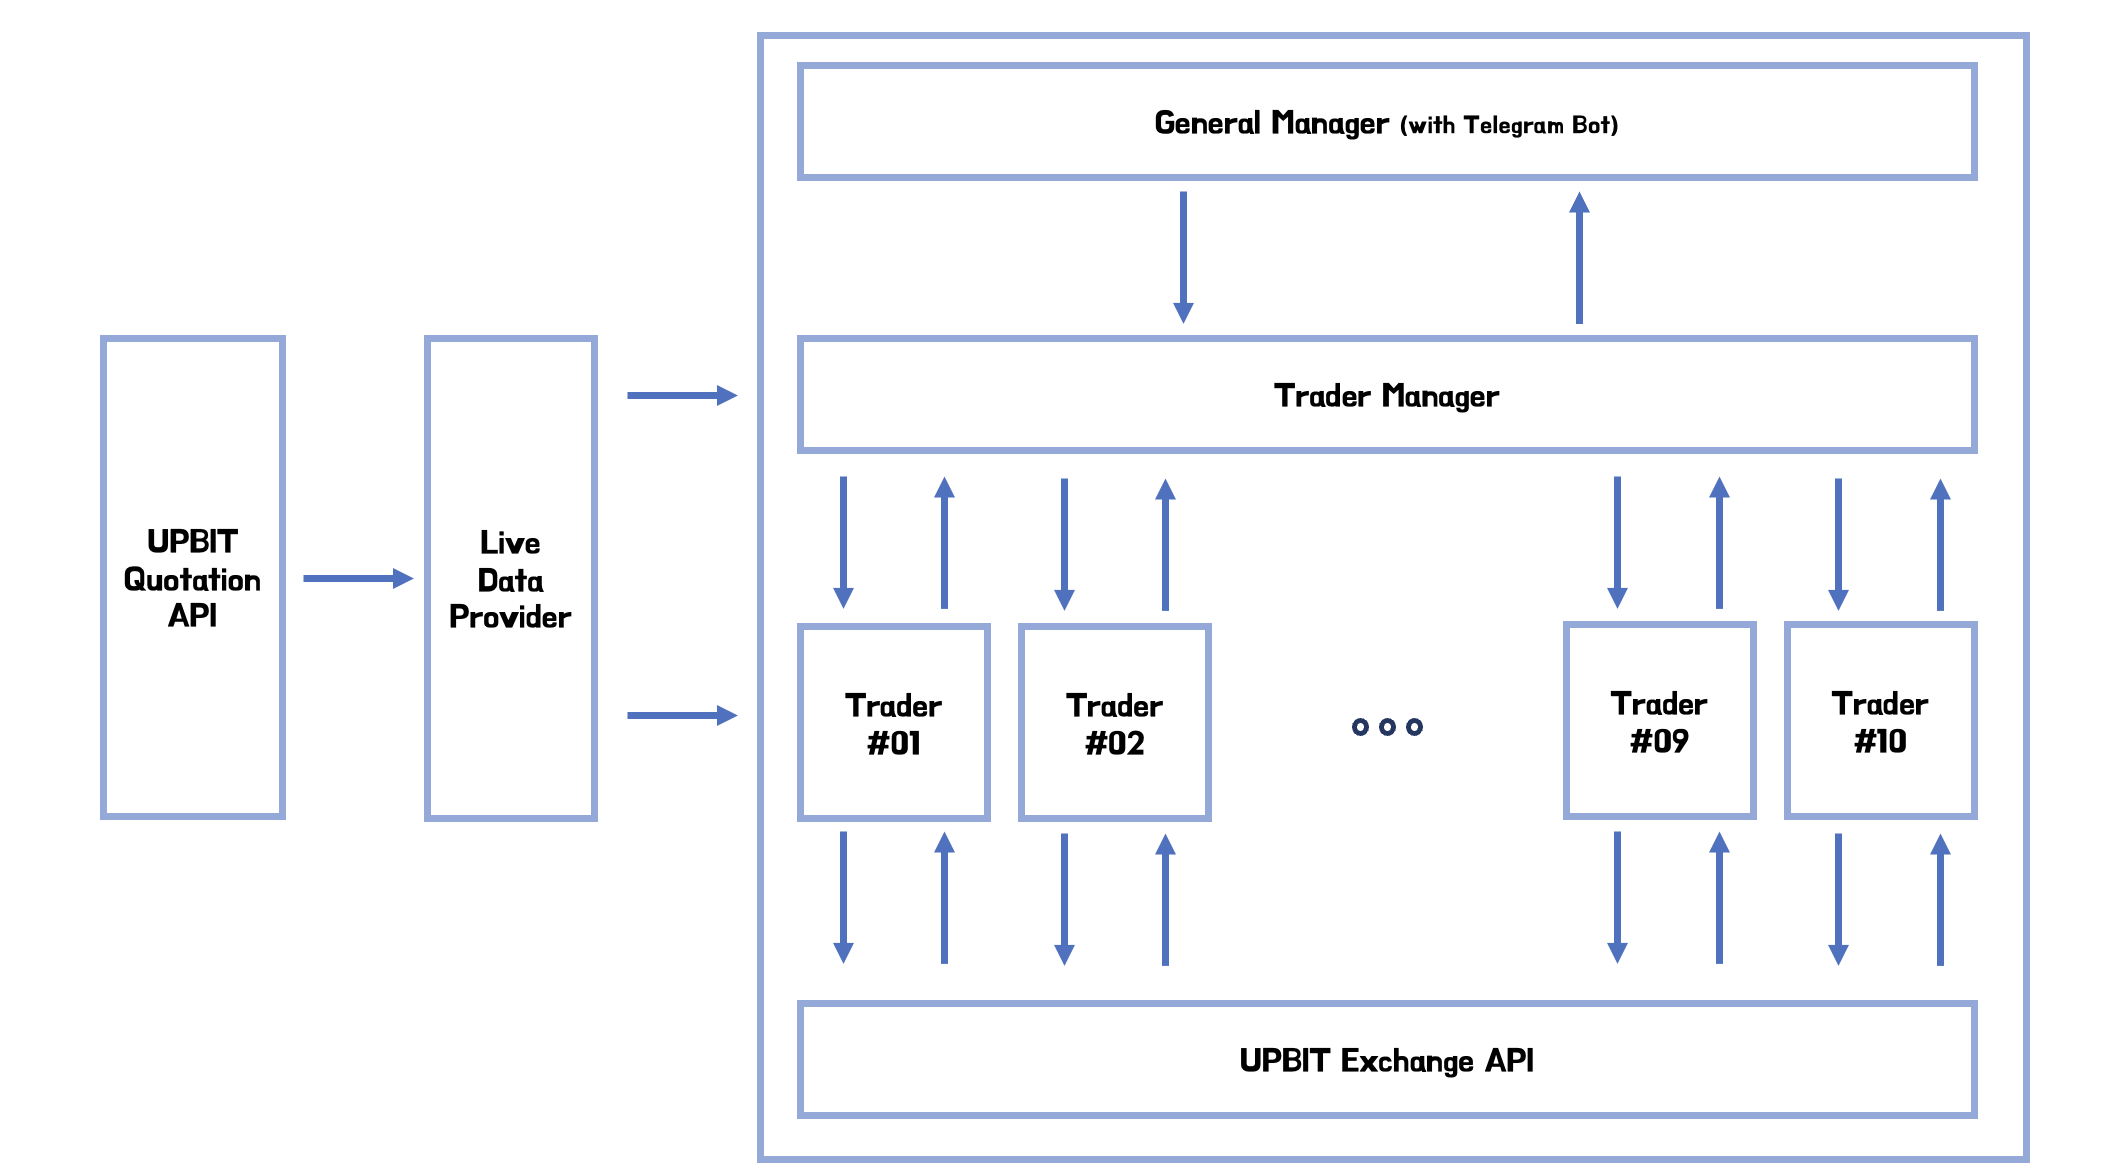 General Manager (with Telegram Bot)
Trader Manager
UPBIT
Quotation
API
Live
Data
Provider
Trader
#01
Trader
#02
Trader
#09
Trader
#10
UPBIT Exchange API